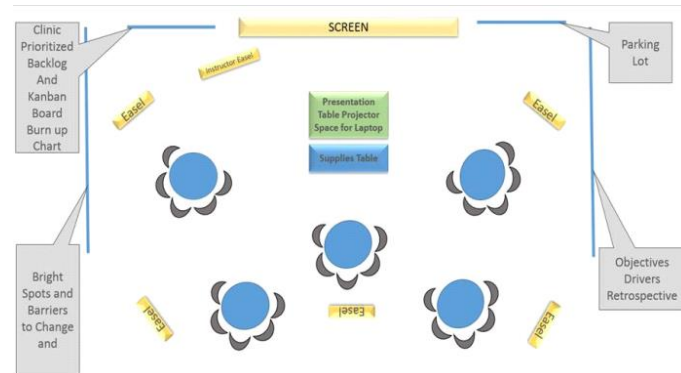 Clinic
Prioritized
Backlog
And
Kanban
Board
Burn up
Chart
SCREEN
Parking
Lot
Instructor Easel
Easel
Easel
Presentation
Table Projector
Space for Laptop
Supplies Table
Bright
Spots and
Barriers
to Change
and
Objectives
Drivers
Retrospective
Easel
Easel
Easel